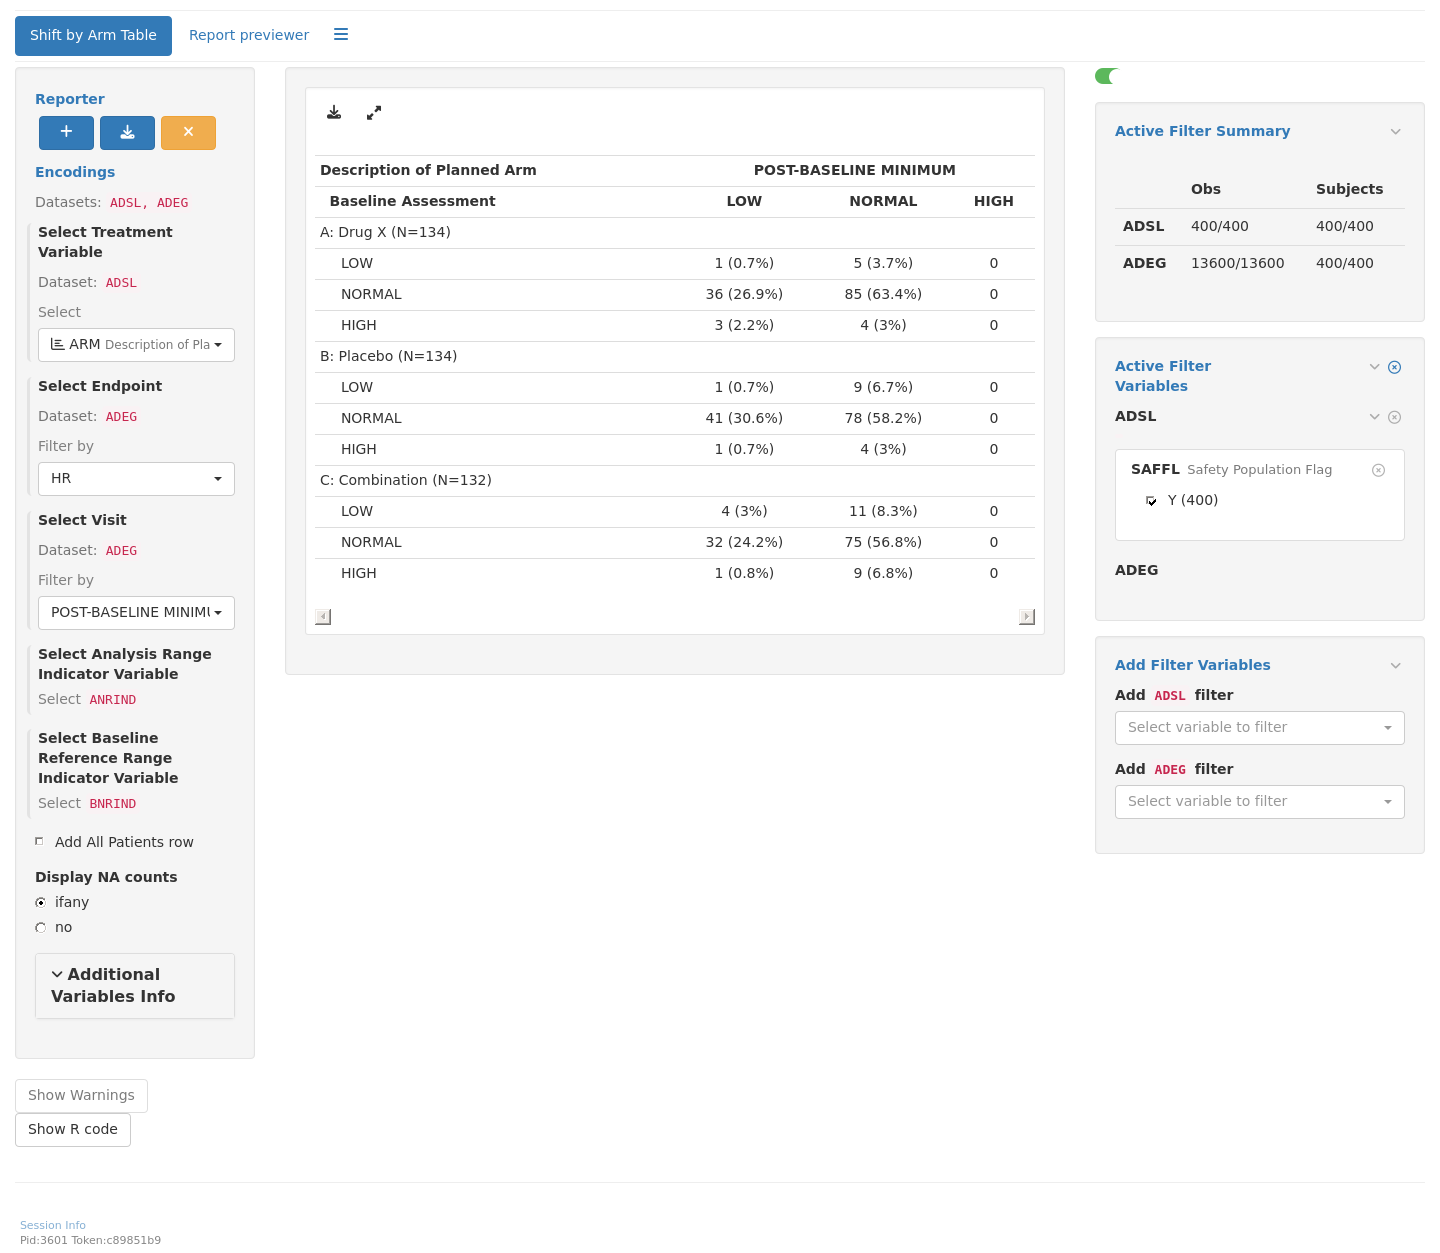 Shift by Arm Table Report previewer
Reporter
Encodings
Datasets: ADSL, ADEG
Select Treatment
Variable
Dataset: ADSL
Select
ARM Description of Pla
Select Endpoint
Dataset: ADEG
Filter by
HR
Select Visit
Dataset: ADEG
Filter by
POST-BASELINE MINIMU
Select Analysis Range
Indicator Variable
Select ANRIND
Select Baseline
Reference Range
Indicator Variable
Select BNRIND
Add All Patients row
Display NA counts
ifany
no
Additional
Variables Info
Show Warnings
Show R code
Description of Planned Arm POST-BASELINE MINIMUM
Baseline Assessment LOW NORMAL HIGH
A: Drug X (N=134)
LOW 1 (0.7%) 5 (3.7%) 0
NORMAL 36 (26.9%) 85 (63.4%) 0
HIGH 3 (2.2%) 4 (3%) 0
B: Placebo (N=134)
LOW 1 (0.7%) 9 (6.7%) 0
NORMAL 41 (30.6%) 78 (58.2%) 0
HIGH 1 (0.7%) 4 (3%) 0
C: Combination (N=132)
LOW 4 (3%) 11 (8.3%) 0
NORMAL 32 (24.2%) 75 (56.8%) 0
HIGH 1 (0.8%) 9 (6.8%) 0
Active Filter Summary
Obs Subjects
ADSL 400/400 400/400
ADEG 13600/13600 400/400
Active Filter
Variables
ADSL
SAFFL Safety Population Flag
Y (400)
ADEG
Add Filter Variables
Add ADSL filter
Select variable to filter
Add ADEG filter
Select variable to filter
Session Info
Pid:3601 Token:c89851b9